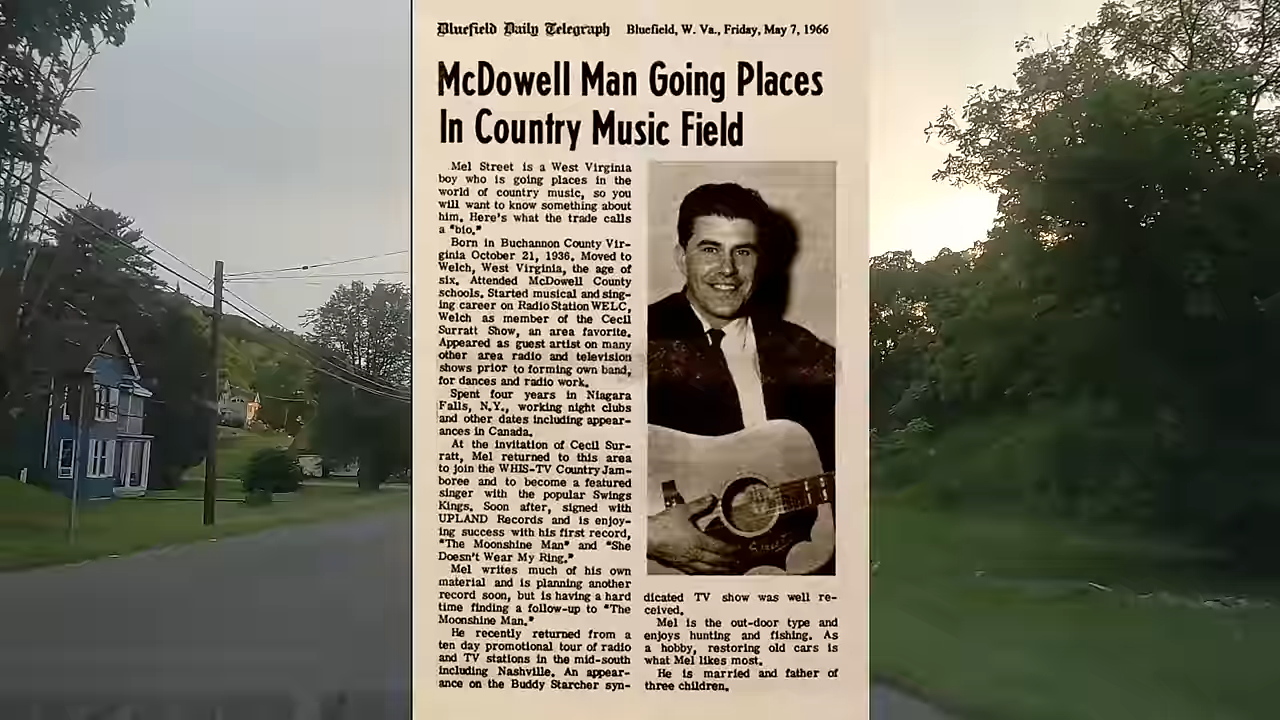 Bluefield Daily Telegraph Bluefield, W. Va., Friday, May 7, 1966
McDowell Man Going Places
In Country Music Field
Mel Street is a West Virginia
boy who is going places in the
world of country music, so you
will want to know something about
him. Here's what the trade calls
a "bio."
Born in Buchannon County Vir-
ginia October 21, 1936. Moved to
Welch, West Virginia, the age of
six. Attended McDowell County
schools. Started musical and sing-
ing career on Radio Station WELC,
Welch as member of the Cecil
Surratt Show, an area favorite.
Appeared as guest artist on many
other area radio and television
shows prior to forming own band,
for dances and radio work.
Spent four years in Niagara
Falls, N.Y., working night clubs
and other dates including appear-
ances in Canada.
At the invitation of Cecil Sur-
ratt, Mel returned to this area
to join the WHIS-TV Country Jam-
boree and to become a featured
singer with the popular Swings
Kings. Soon after, signed with
UPLAND Records and is enjoy-
ing success with his first record,
"The Moonshine Man" and "She
Doesn't Wear My Ring."
Mel writes much of his own
material and is planning another
record soon, but is having a hard
time finding a follow-up to "The
Moonshine Man."
He recently returned from a
ten day promotional tour of radio
and TV stations in the mid-south
including Nashville. An appear-
ance on the Buddy Starcher syn-
dicated TV show was well re-
ceived.
Mel is the out-door type and
enjoys hunting and fishing. As
a hobby, restoring old cars is
what Mel likes most.
He is married and father of
three children.